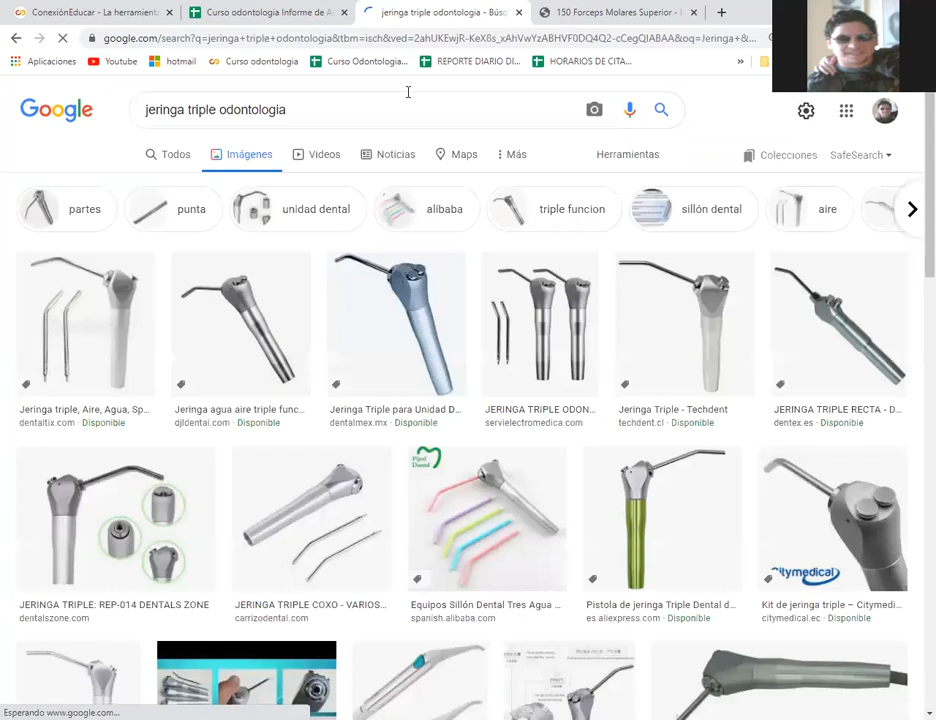 ConexiónEducar - La herramient
Curso odontología Informe de A
jeringa triple odontologia - Búsq
150 Forceps Molares Superior - I
google.com/search?q=jeringa+triple+odontologia&tbm=isch&ved=2ahUKEwjR-KeX8s_xAhVwYzABHVF0DQ4Q2-cCegQIABAA&oq=Jeringa+&...
Aplicaciones
Youtube
hotmail
Curso odontología
Curso Odontología...
REPORTE DIARIO DI...
HORARIOS DE CITA...
Google
jeringa triple odontologia
Todos
Imágenes
Videos
Noticias
Maps
Más
Herramientas
Colecciones
SafeSearch
partes
punta
unidad dental
alibaba
triple funcion
sillón dental
aire
Jeringa triple, Aire, Agua, Sp...
dentaltix.com · Disponible
Jeringa agua aire triple func...
djldental.com · Disponible
Jeringa Triple para Unidad D...
dentalmex.mx · Disponible
JERINGA TRIPLE ODON...
servielectromedica.com
Jeringa Triple - Techdent
techdent.cl · Disponible
JERINGA TRIPLE RECTA - D...
dentex.es · Disponible
Pipal
Dental
Citymedical
JERINGA TRIPLE: REP-014 DENTALS ZONE
dentalszone.com
JERINGA TRIPLE COXO - VARIOS...
carrizodental.com
Equipos Sillón Dental Tres Agua ...
spanish.alibaba.com
Pistola de jeringa Triple Dental d...
es.aliexpress.com · Disponible
Kit de jeringa triple – Citymedi...
citymedical.ec · Disponible
Esperando www.google.com...